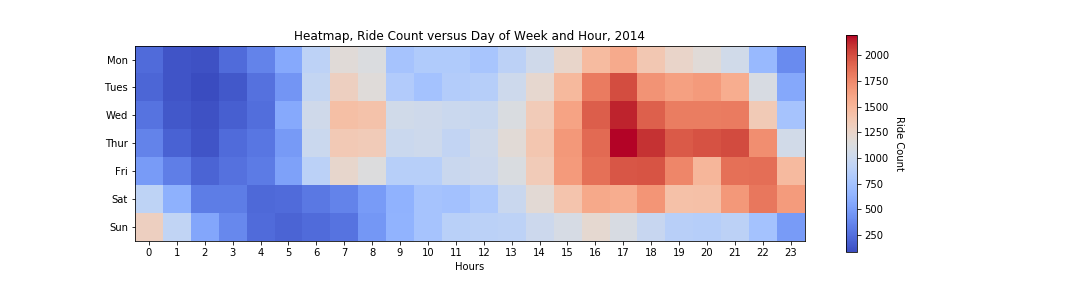 Heatmap, Ride Count versus Day of Week and Hour, 2014
Mon
Tues
Wed
Thur
Fri
Sat
Sun
0 1 2 3 4 5 6 7 8 9 10 11 12 13 14 15 16 17 18 19 20 21 22 23
Hours
2000
1750
1500
1250
1000
750
500
250
Ride Count